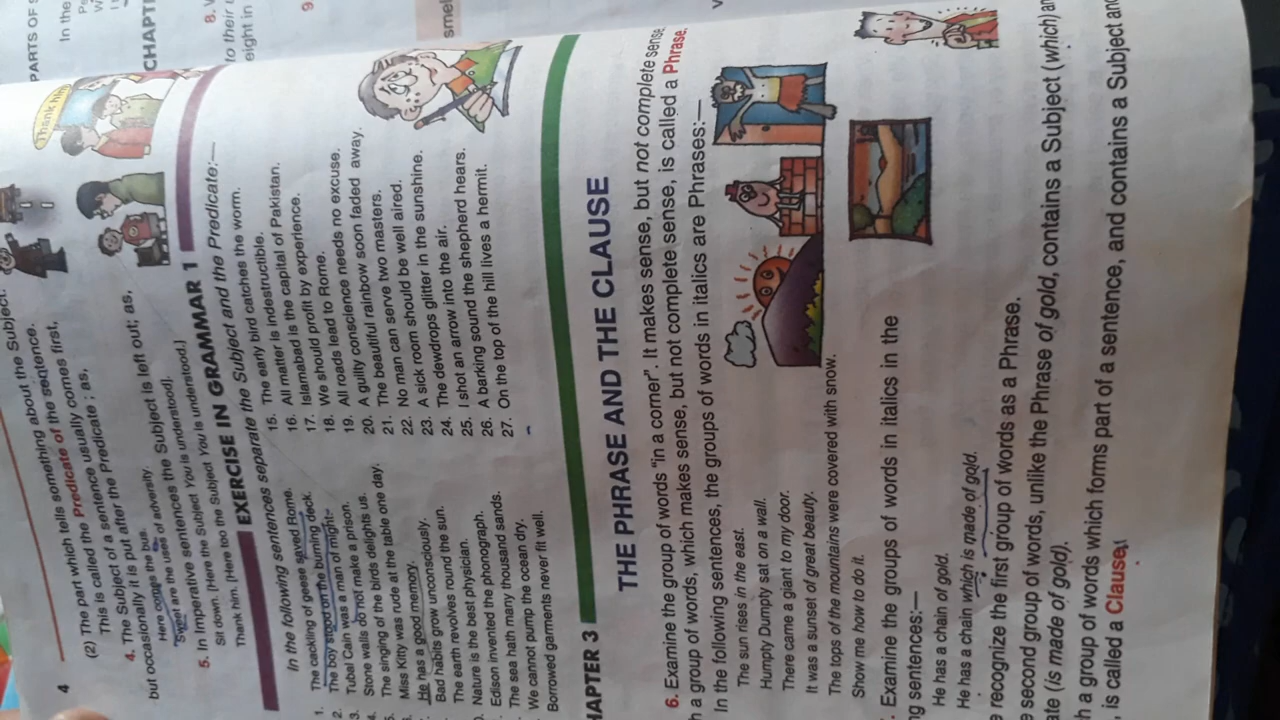 PARTS OF
In the
CHAPT
8.
to their
eight in
9
smel
4
something about the Subject.
(2) The part which tells something about the Subject.
This is called the Predicate of the sentence.
4. The Subject of a sentence usually comes first,
but occasionally it is put after the Predicate ; as,
Here comes the bus.
Sweet are the uses of adversity.
5. In Imperative sentences the Subject is left out; as,
Sit down. [Here the Subject You is understood].
Thank him. [Here too the Subject You is understood.]
Thank him
EXERCISE IN GRAMMAR 1
In the following sentences separate the Subject and the Predicate:—
1. The cackling of geese saved Rome.
2. The boy stood on the burning deck.
3. Tubal Cain was a man of might.
4. Stone walls do not make a prison.
The singing of the birds delights us.
Miss Kitty was rude at the table one day.
He has a good memory.
Bad habits grow unconsciously.
The earth revolves round the sun.
Nature is the best physician.
Edison invented the phonograph.
The sea hath many thousand sands.
We cannot pump the ocean dry.
Borrowed garments never fit well.
15. The early bird catches the worm.
16. All matter is indestructible.
17. Islamabad is the capital of Pakistan.
18. We should profit by experience.
19. All roads lead to Rome.
20. A guilty conscience needs no excuse.
21. The beautiful rainbow soon faded away.
22. No man can serve two masters.
23. A sick room should be well aired.
24. The dewdrops glitter in the sunshine.
25. I shot an arrow into the air.
26. A barking sound the shepherd hears.
27. On the top of the hill lives a hermit.
HAPTER 3
THE PHRASE AND THE CLAUSE
6. Examine the group of words "in a corner". It makes sense, but not complete sense
h a group of words, which makes sense, but not complete sense, is called a Phrase.
In the following sentences, the groups of words in italics are Phrases:—
The sun rises in the east.
Humpty Dumpty sat on a wall.
There came a giant to my door.
It was a sunset of great beauty.
The tops of the mountains were covered with snow.
Show me how to do it.
Examine the groups of words in italics in the
ng sentences:—
He has a chain of gold.
He has a chain which is made of gold.
e recognize the first group of words as a Phrase.
e second group of words, unlike the Phrase of gold, contains a Subject (which) an
ate (is made of gold).
h a group of words which forms part of a sentence, and contains a Subject and
, is called a Clause.